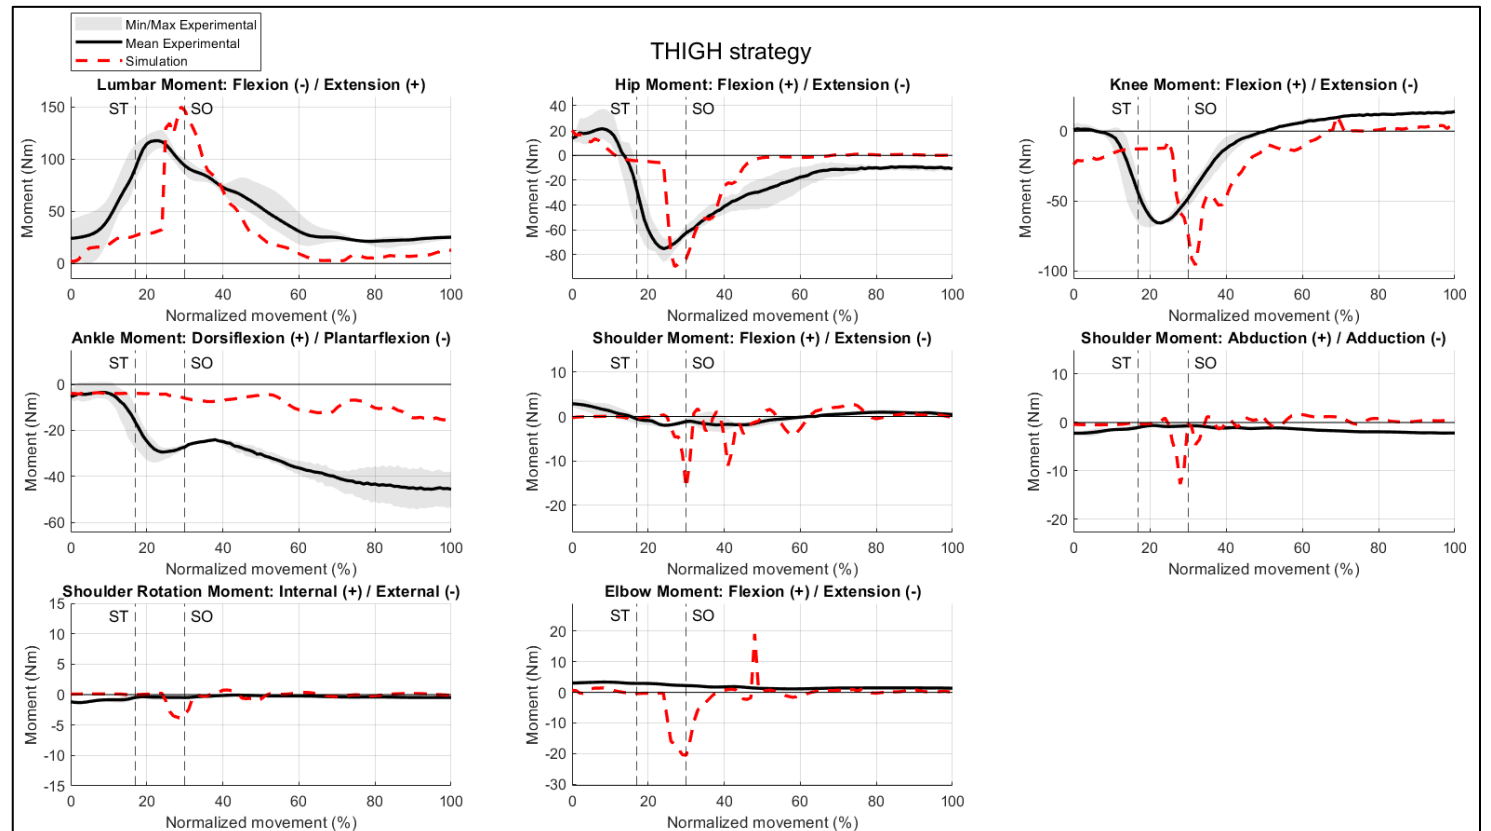 Min/Max Experimental
Mean Experimental
Simulation
THIGH strategy
Lumbar Moment: Flexion (-) / Extension (+)
ST
SO
150
100
50
0
Moment (Nm)
0 20 40 60 80 100
Normalized movement (%)
Hip Moment: Flexion (+) / Extension (-)
ST
SO
40
20
0
-20
-40
-60
-80
Moment (Nm)
0 20 40 60 80 100
Normalized movement (%)
Knee Moment: Flexion (+) / Extension (-)
ST
SO
0
-50
-100
Moment (Nm)
0 20 40 60 80 100
Normalized movement (%)
Ankle Moment: Dorsiflexion (+) / Plantarflexion (-)
ST
SO
0
-20
-40
-60
Moment (Nm)
0 20 40 60 80 100
Normalized movement (%)
Shoulder Moment: Flexion (+) / Extension (-)
ST
SO
10
0
-10
-20
Moment (Nm)
0 20 40 60 80 100
Normalized movement (%)
Shoulder Moment: Abduction (+) / Adduction (-)
ST
SO
10
0
-10
-20
Moment (Nm)
0 20 40 60 80 100
Normalized movement (%)
Shoulder Rotation Moment: Internal (+) / External (-)
ST
SO
15
10
5
0
-5
-10
-15
Moment (Nm)
0 20 40 60 80 100
Normalized movement (%)
Elbow Moment: Flexion (+) / Extension (-)
ST
SO
20
10
0
-10
-20
-30
Moment (Nm)
0 20 40 60 80 100
Normalized movement (%)